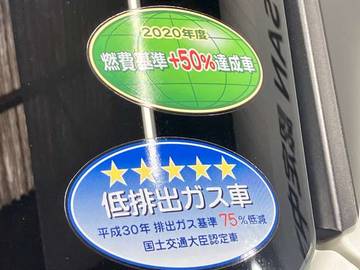 2020年度
燃費基準+50%達成車
★★★★★
低排出ガス車
平成30年 排出ガス基準 75%低減
国土交通大臣認定車